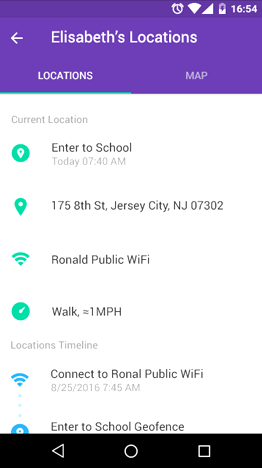 16:54
Elisabeth's Locations
LOCATIONS MAP
Current Location
Enter to School
Today 07:40 AM
175 8th St, Jersey City, NJ 07302
Ronald Public WiFi
Walk, ≈1MPH
Locations Timeline
Connect to Ronal Public WiFi
8/25/2016 7:45 AM
Enter to School Geofence